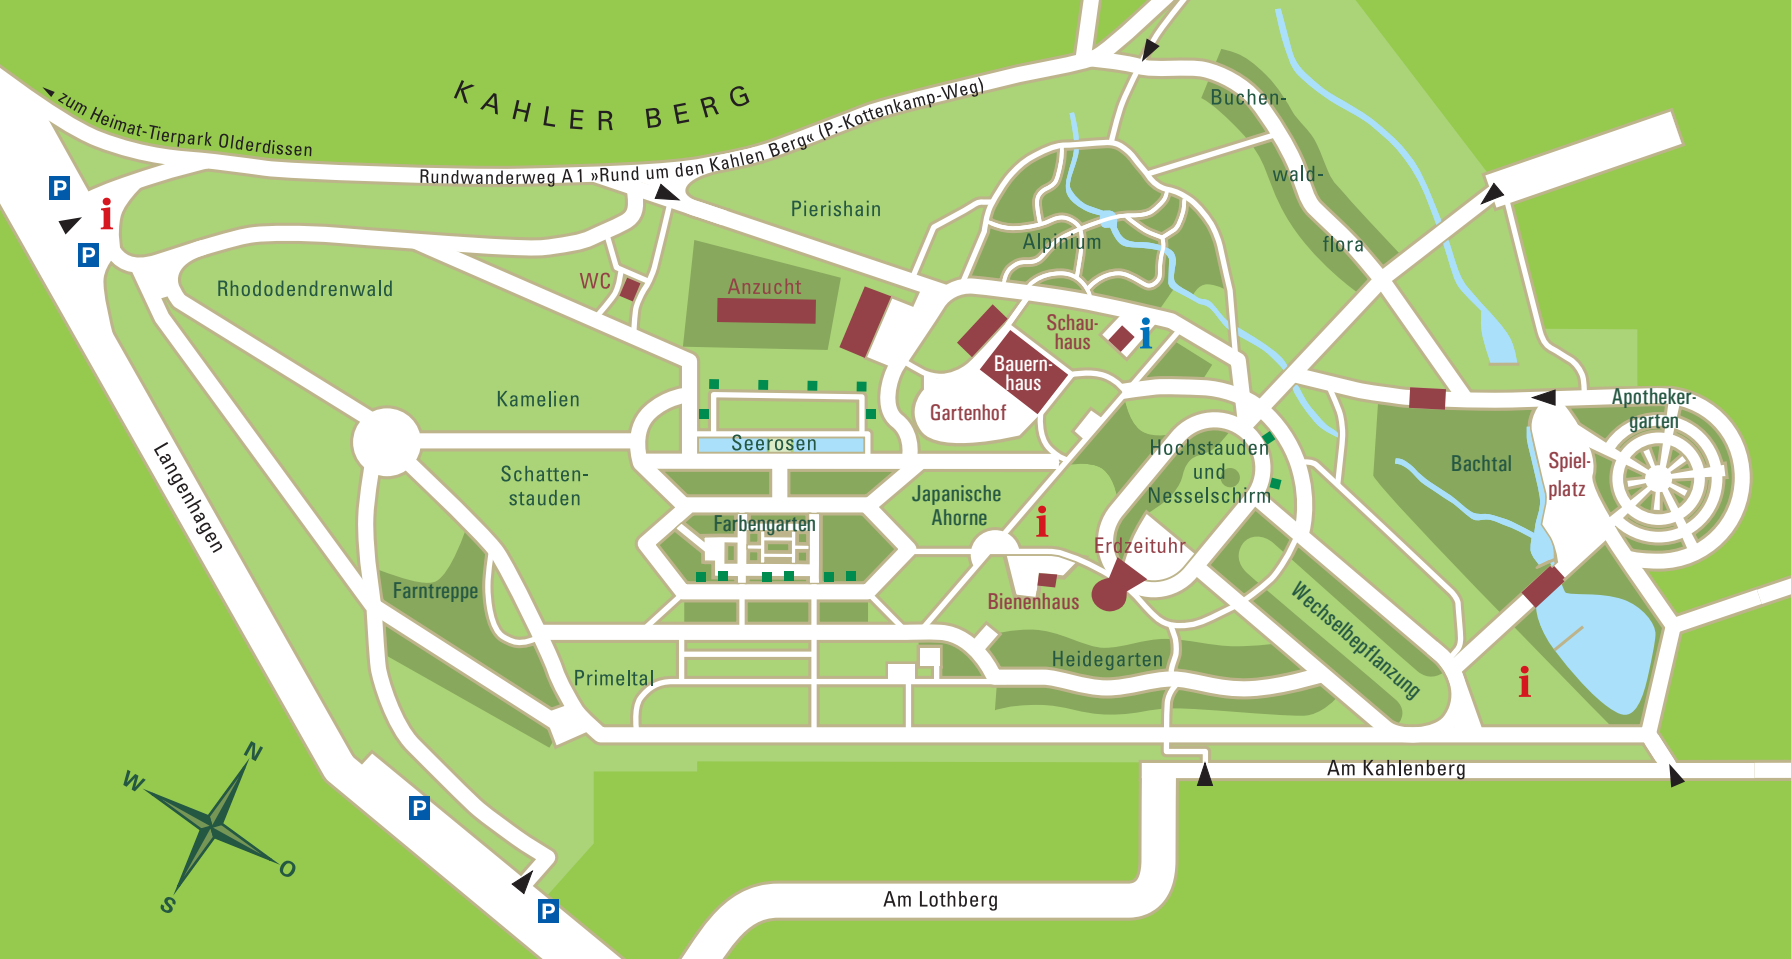 KAHLER BERG
zum Heimat-Tierpark Olderdissen
Rundwanderweg A1 »Rund um den Kahlen Berg« (P.-Kottenkamp-Weg)
Buchen-
wald-
flora
P
i
P
Pierishain
Alpinium
WC
Rhododendrenwald
Anzucht
Schau-
haus
i
Bauern-
haus
Gartenhof
Kamelien
Seerosen
Apotheker-
garten
Hochstauden
und
Nesselschirm
Bachtal
Spiel-
platz
Langenhagen
Schatten-
stauden
Japanische
Ahorne
i
Farbengarten
Erdzeituhr
Farntreppe
Bienenhaus
Wechselbepflanzung
Heidegarten
Primeltal
i
N
W
O
S
P
Am Kahlenberg
P
Am Lothberg